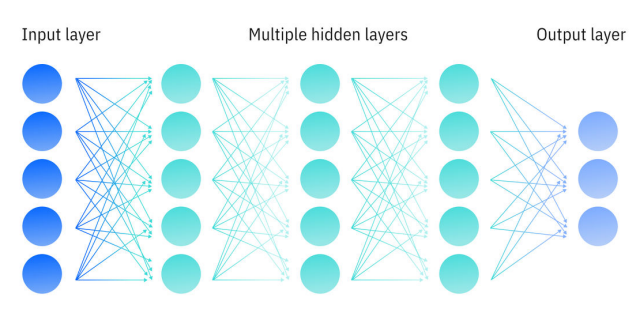 Input layer
Multiple hidden layers
Output layer